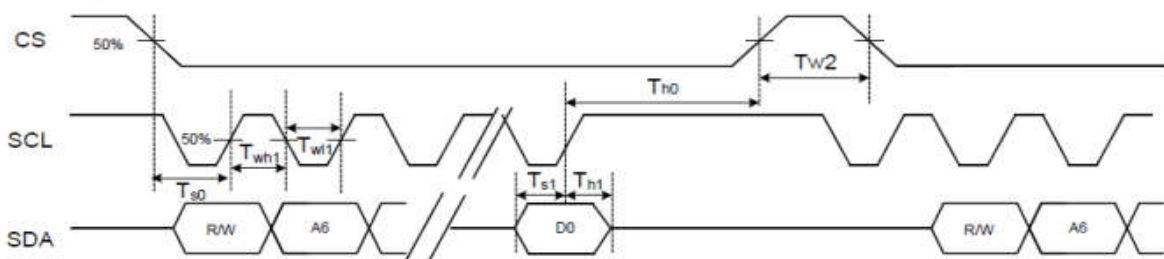 CS 50% Tw2
Th0
SCL 50% Twh1 Twl1
Ts0 Ts1 Th1
SDA R/W A6 D0 R/W A6